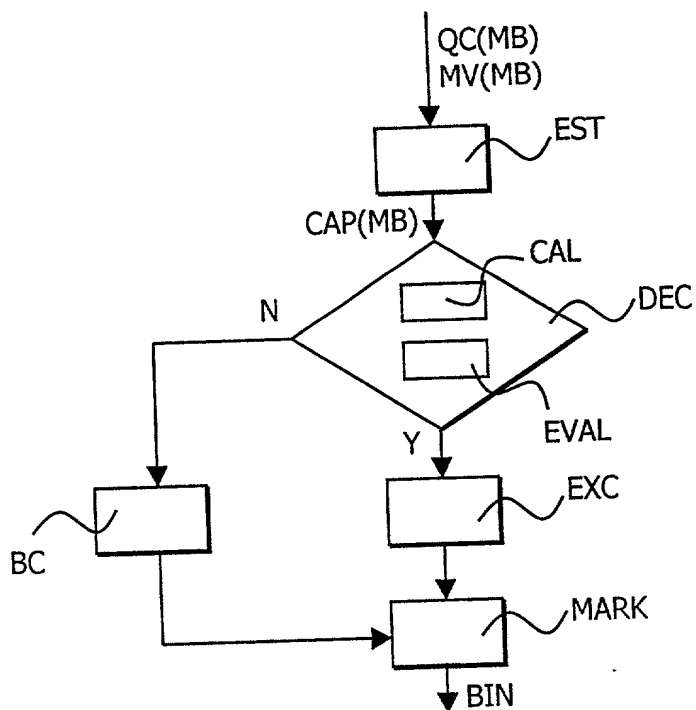 QC(MB)
MV(MB)
EST
CAP(MB)
CAL
DEC
N
EVAL
Y
EXC
BC
MARK
BIN